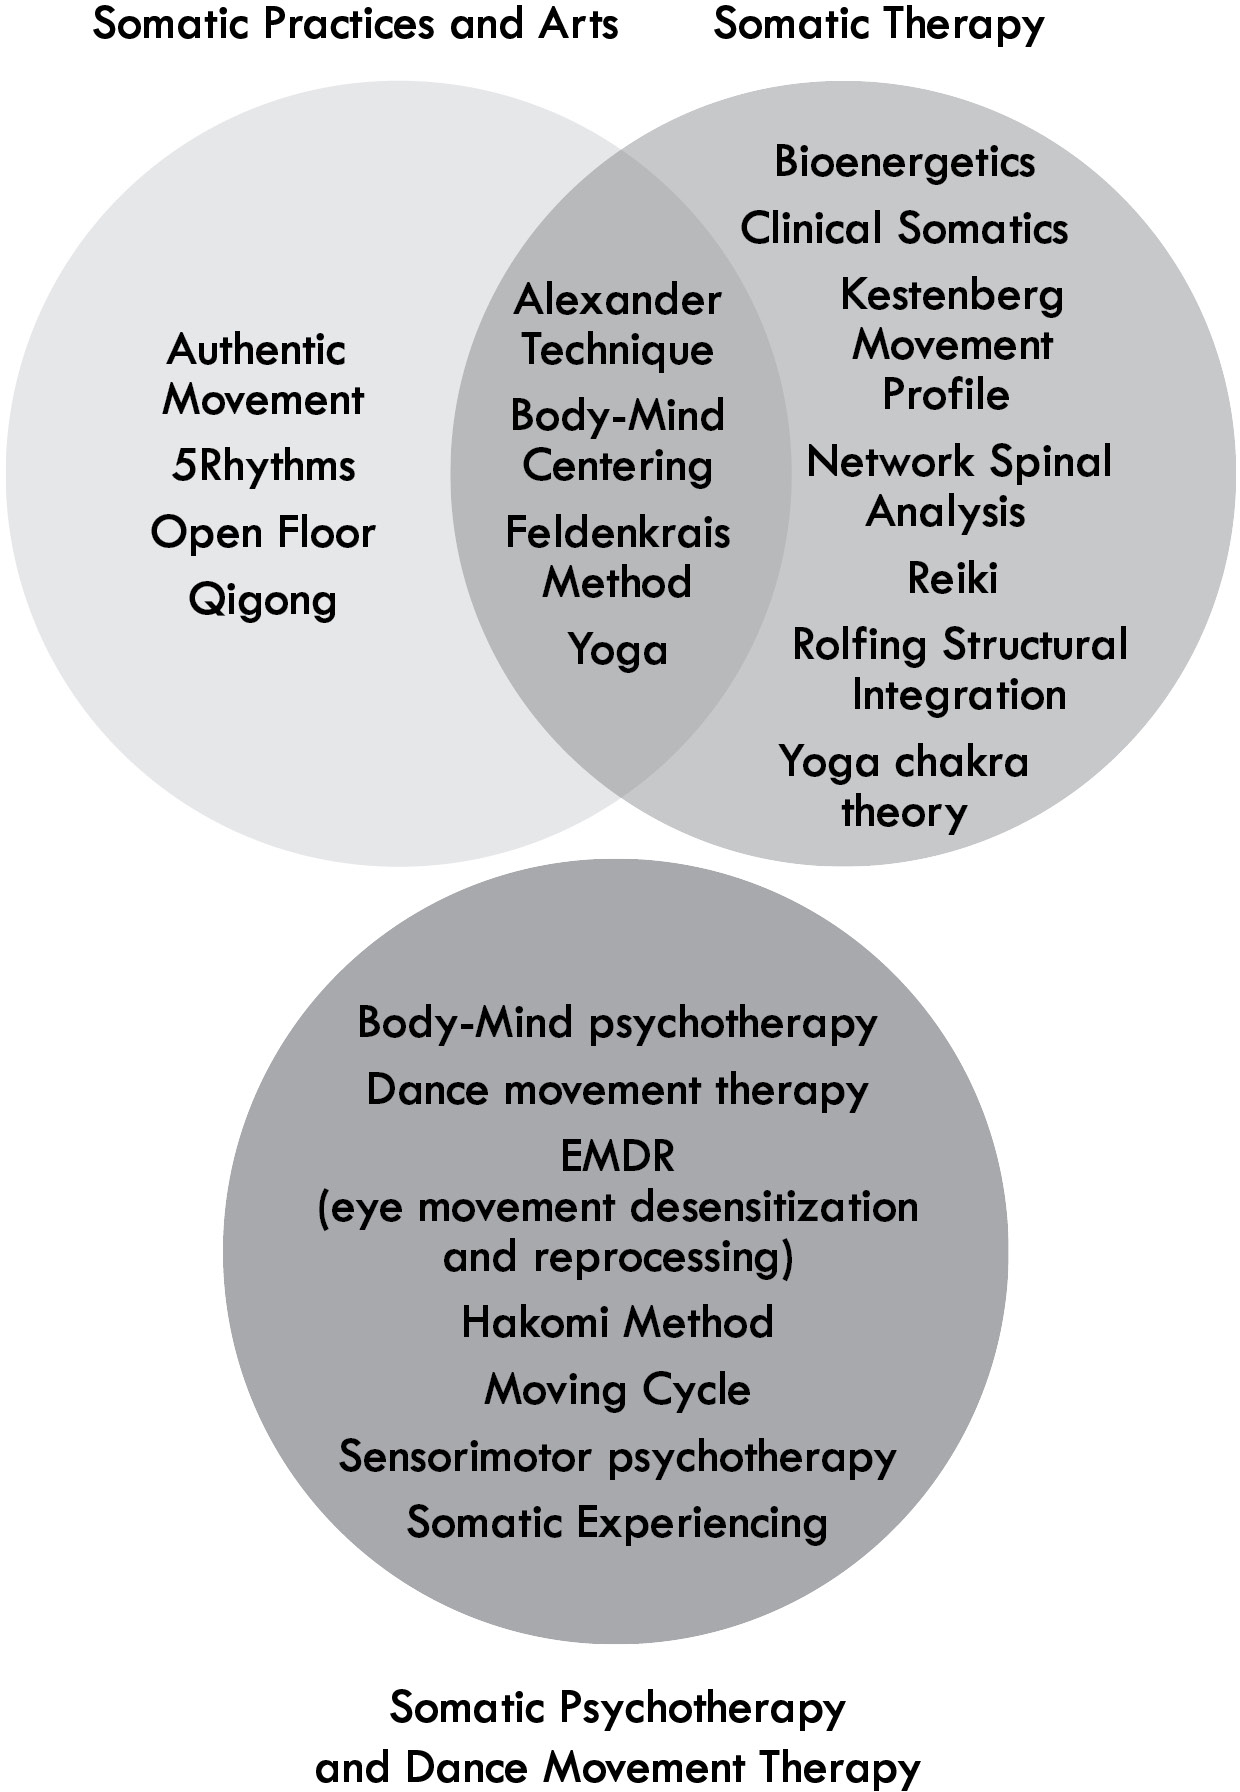 Somatic Practices and Arts
Somatic Therapy
Authentic
Movement
5Rhythms
Open Floor
Qigong
Alexander
Technique
Body-Mind
Centering
Feldenkrais
Method
Yoga
Bioenergetics
Clinical Somatics
Kestenberg
Movement
Profile
Network Spinal
Analysis
Reiki
Rolfing Structural
Integration
Yoga chakra
theory
Body-Mind psychotherapy
Dance movement therapy
EMDR
(eye movement desensitization
and reprocessing)
Hakomi Method
Moving Cycle
Sensorimotor psychotherapy
Somatic Experiencing
Somatic Psychotherapy
and Dance Movement Therapy